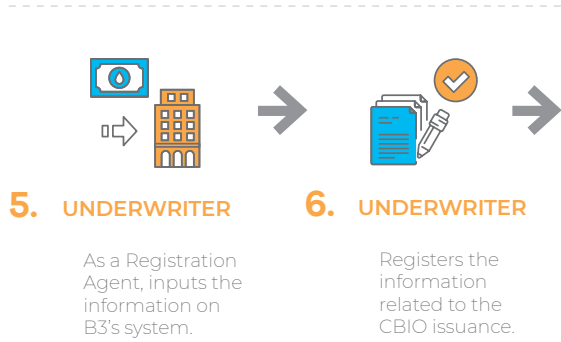 5. UNDERWRITER
As a Registration
Agent, inputs the
information on
B3's system.
6. UNDERWRITER
Registers the
information
related to the
CBIO issuance.